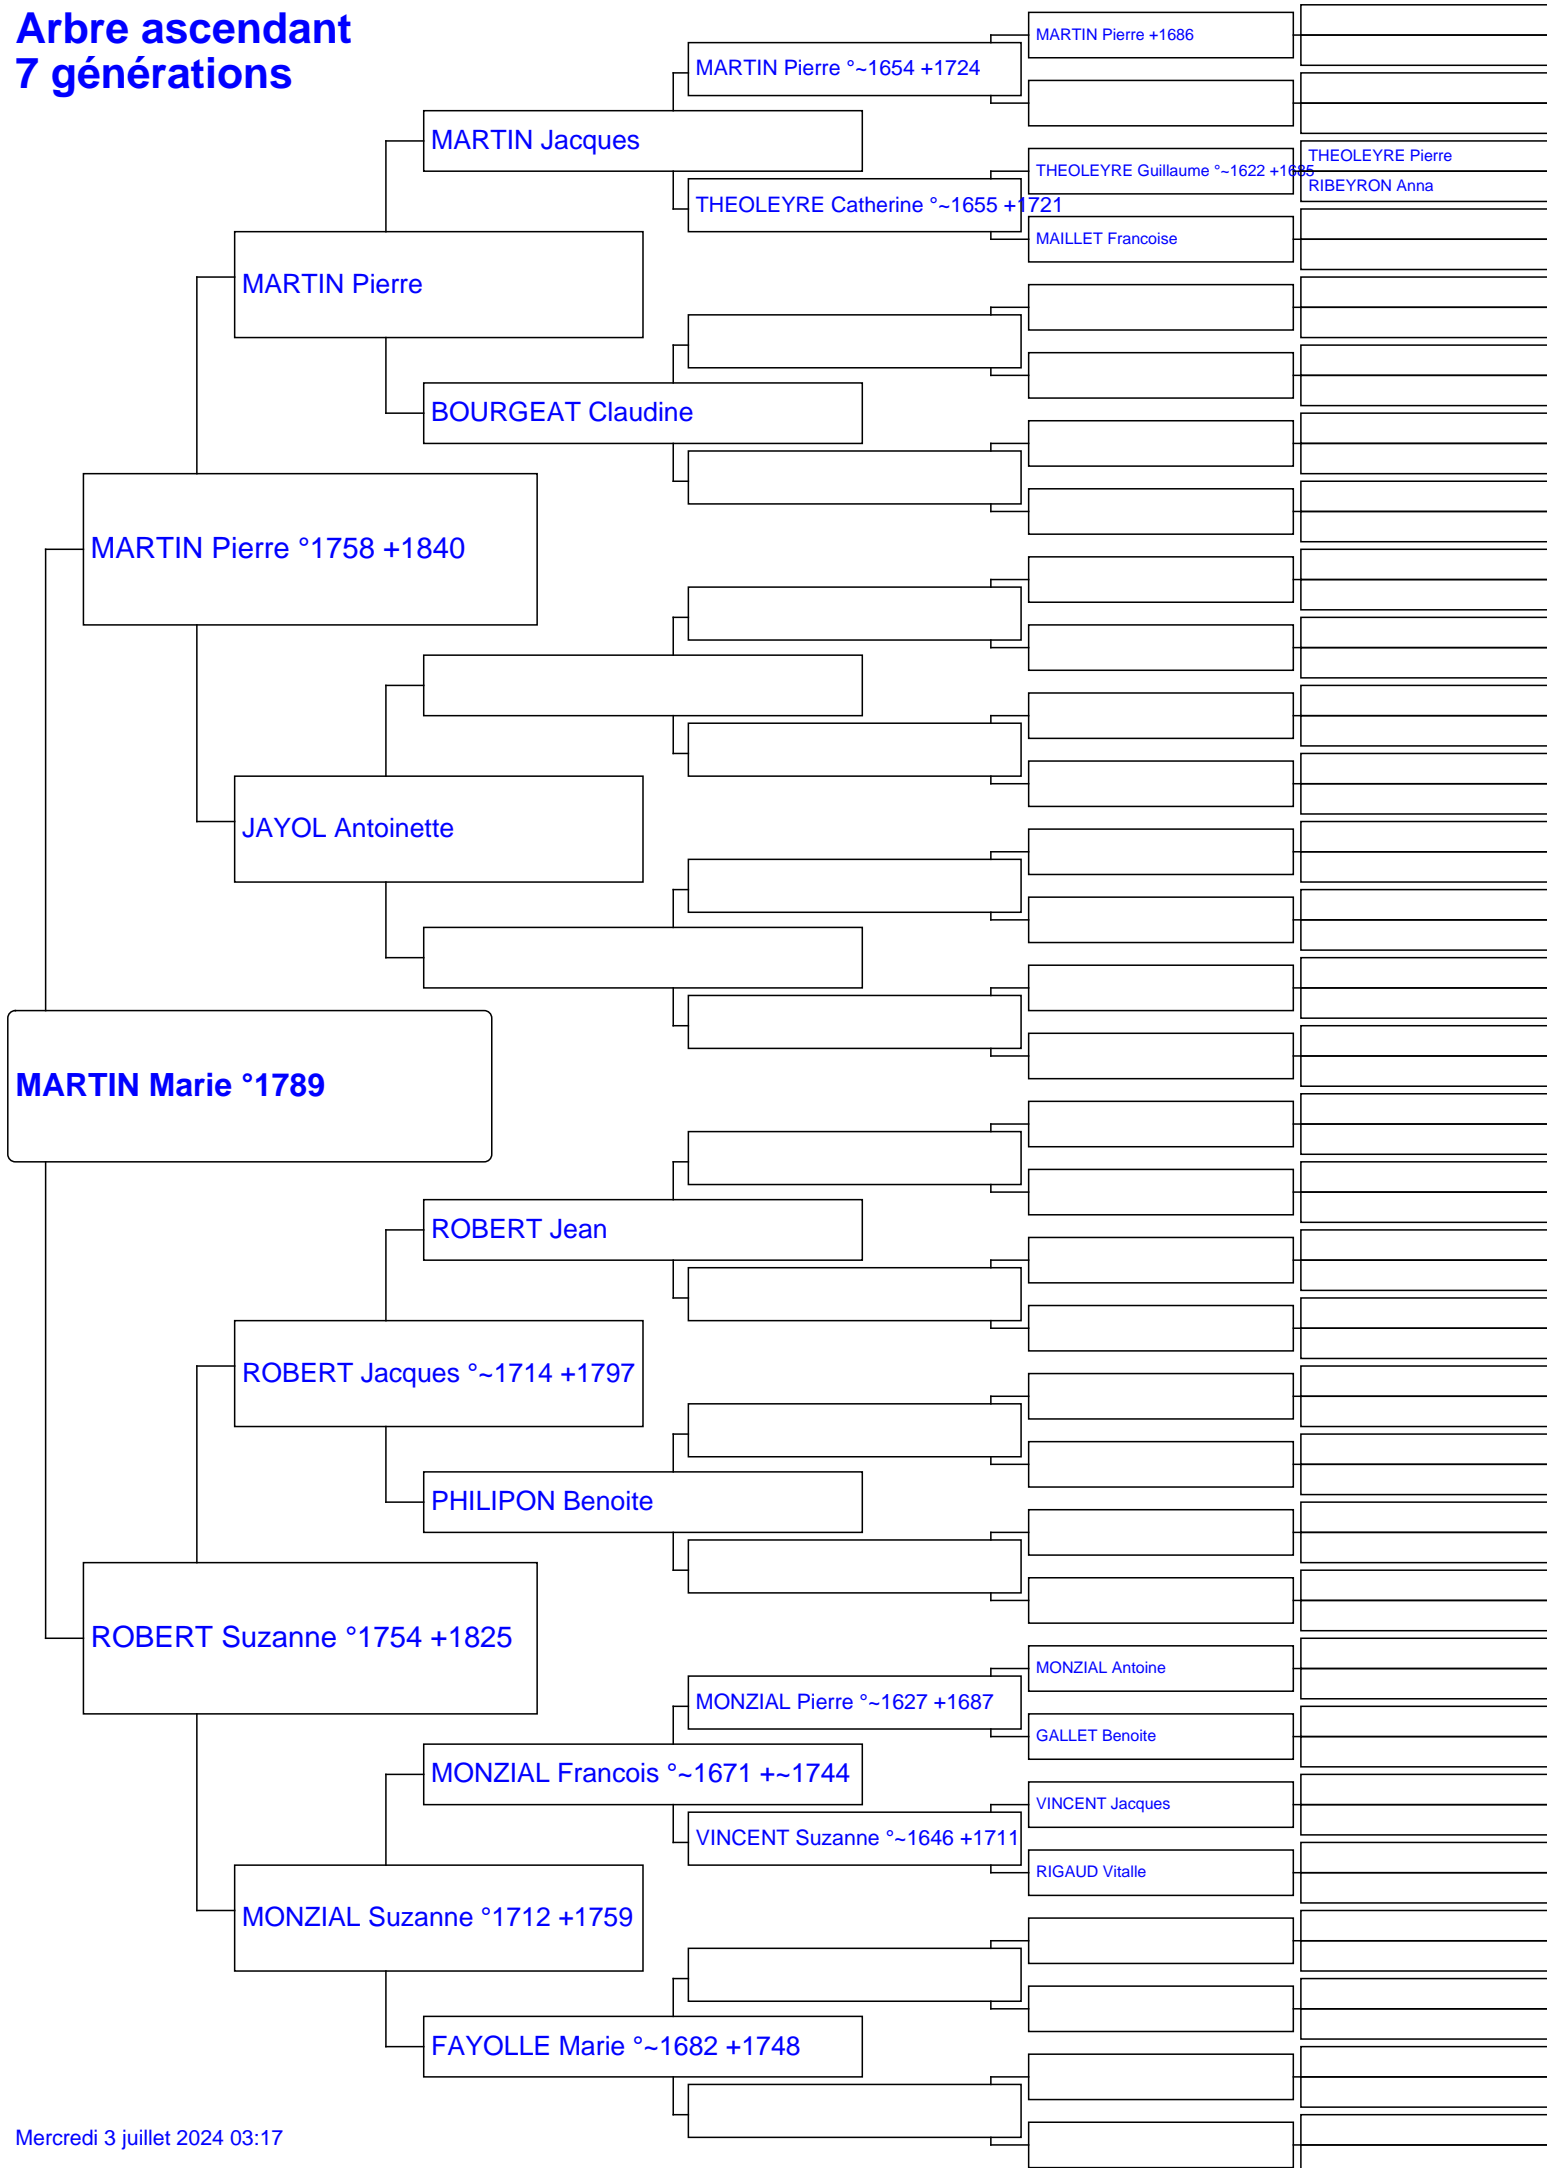 Arbre ascendant
7 générations
MARTIN Pierre +1686
MARTIN Pierre °~1654 +1724
MARTIN Jacques
THEOLEYRE Pierre
THEOLEYRE Guillaume °~1622 +1685
RIBEYRON Anna
THEOLEYRE Catherine °~1655 +1721
MAILLET Francoise
MARTIN Pierre
BOURGEAT Claudine
MARTIN Pierre °1758 +1840
JAYOL Antoinette
MARTIN Marie °1789
ROBERT Jean
ROBERT Jacques °~1714 +1797
PHILIPON Benoite
ROBERT Suzanne °1754 +1825
MONZIAL Antoine
MONZIAL Pierre °~1627 +1687
GALLET Benoite
MONZIAL Francois °~1671 +~1744
VINCENT Jacques
VINCENT Suzanne °~1646 +1711
RIGAUD Vitalle
MONZIAL Suzanne °1712 +1759
FAYOLLE Marie °~1682 +1748
Mercredi 3 juillet 2024 03:17